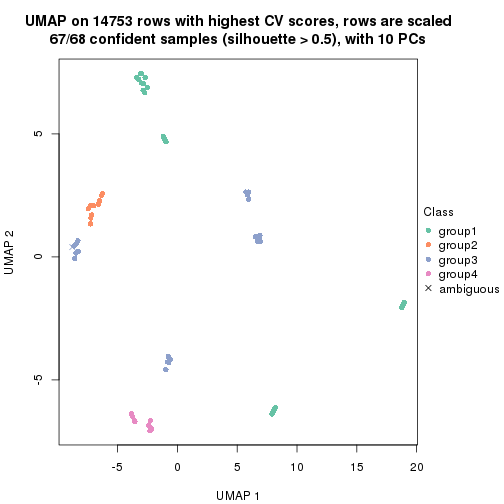 UMAP on 14753 rows with highest CV scores, rows are scaled
67/68 confident samples (silhouette > 0.5), with 10 PCs
5
0
-5
UMAP 2
Class
group1
group2
group3
group4
ambiguous
-5
0
5
10
15
20
UMAP 1